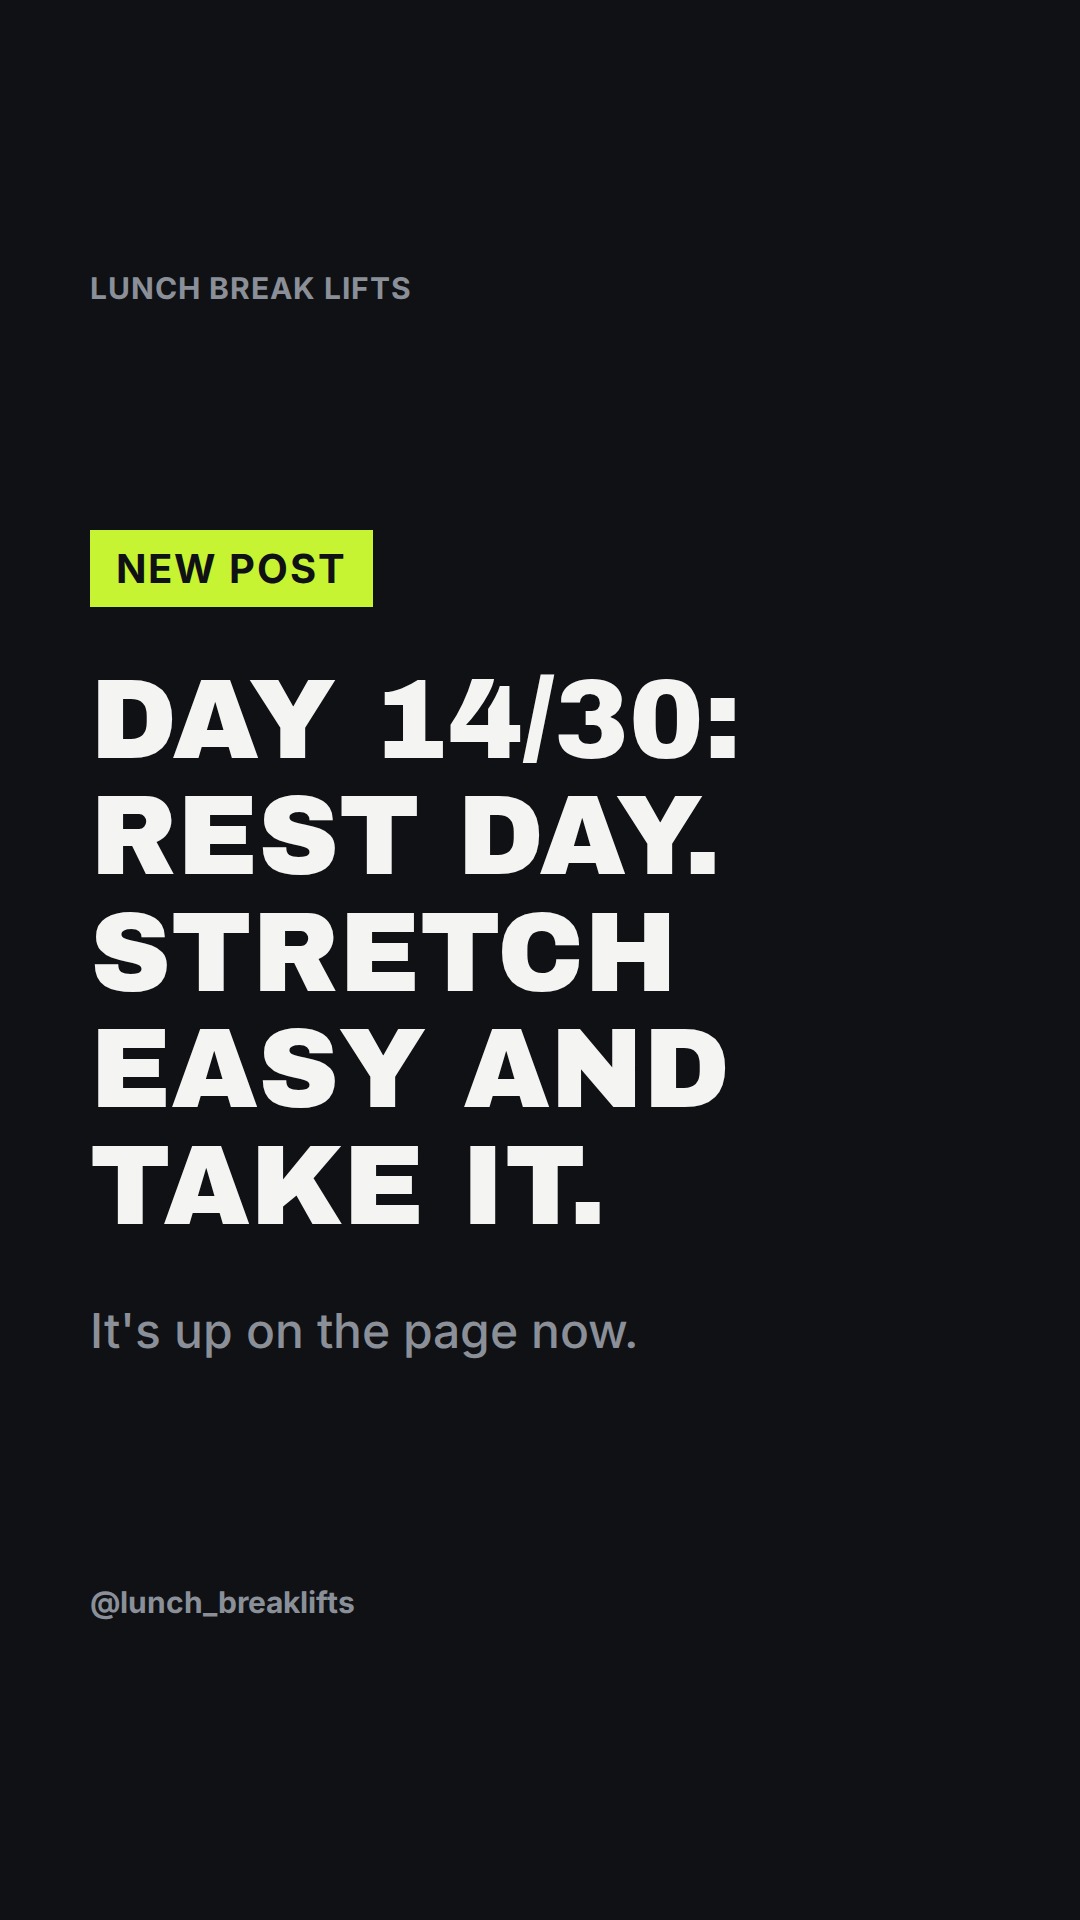 LUNCH BREAK LIFTS
NEW POST
DAY 14/30:
REST DAY.
STRETCH
EASY AND
TAKE IT.
It's up on the page now.
@lunch_breaklifts